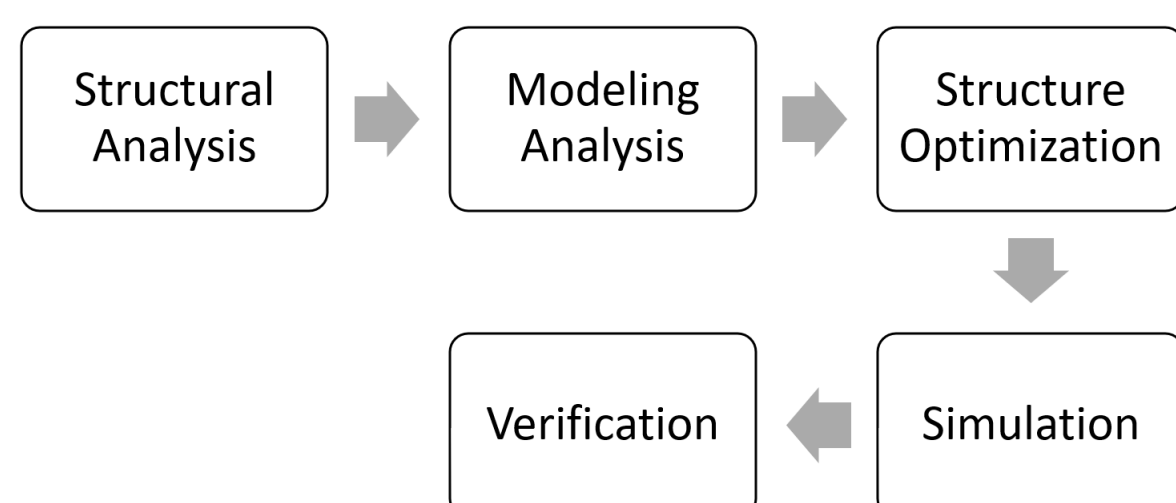 Structural
Analysis
Modeling
Analysis
Structure
Optimization
Simulation
Verification